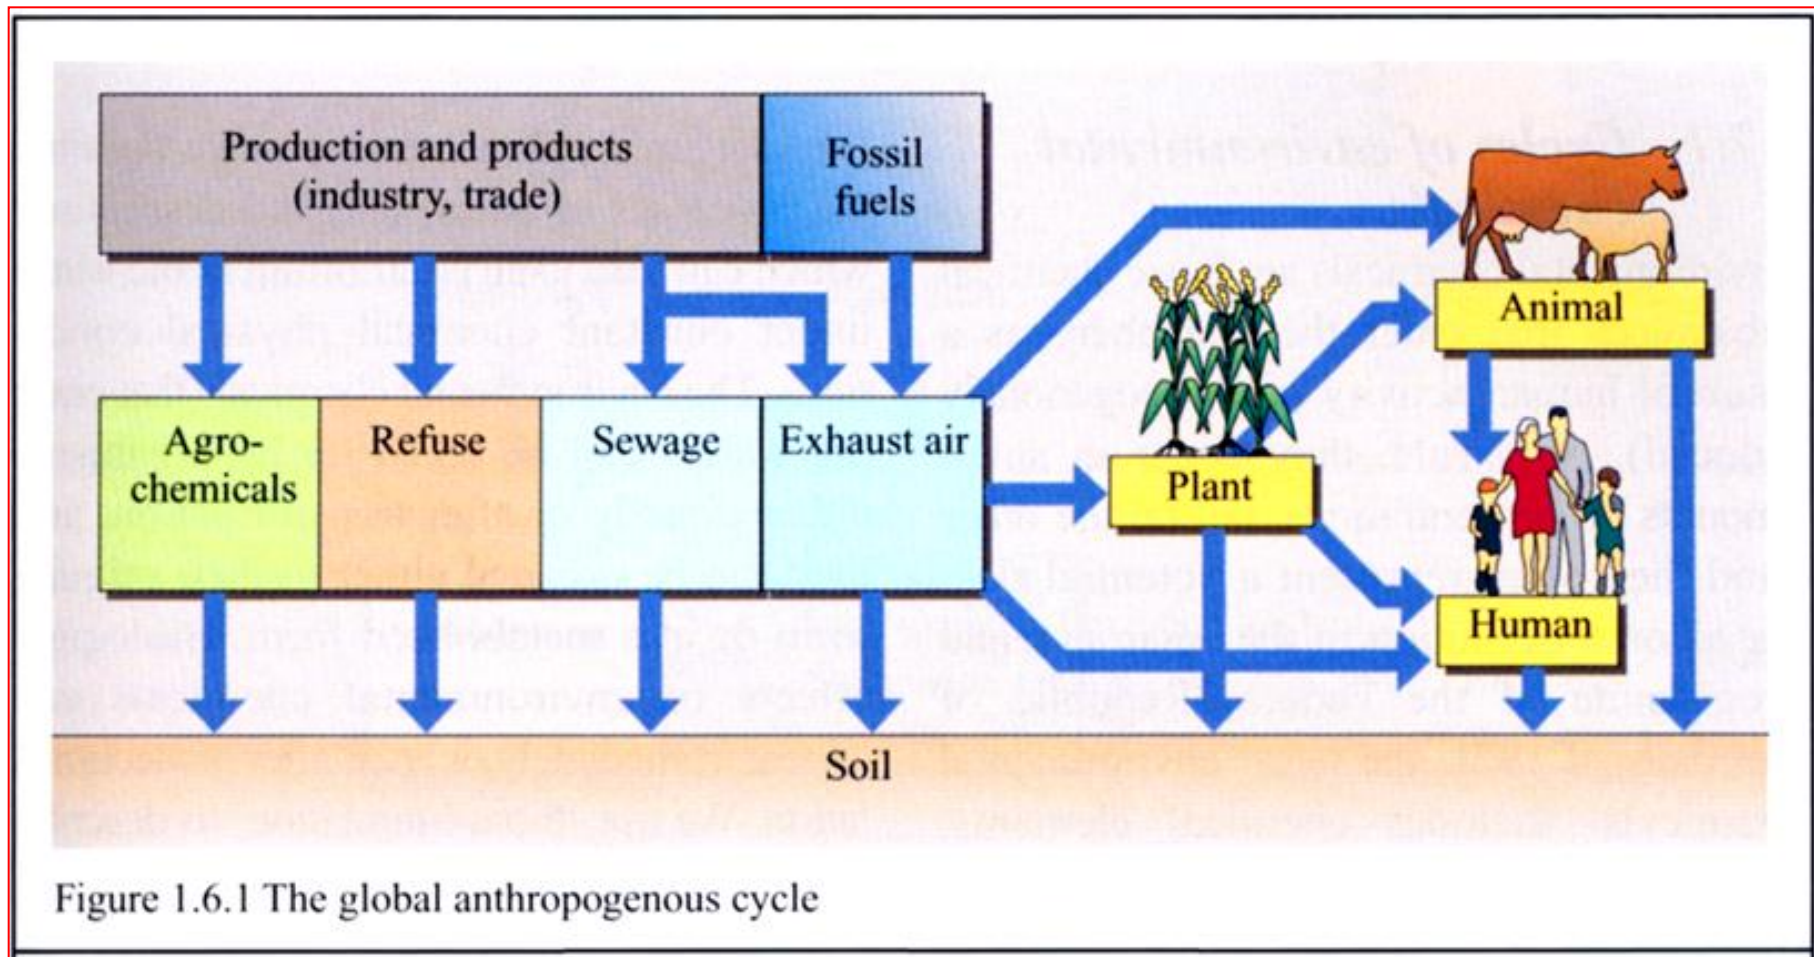 Production and products
(industry, trade)
Fossil
fuels
Agro-
chemicals
Refuse
Sewage
Exhaust air
Plant
Animal
Human
Soil
Figure 1.6.1 The global anthropogenous cycle